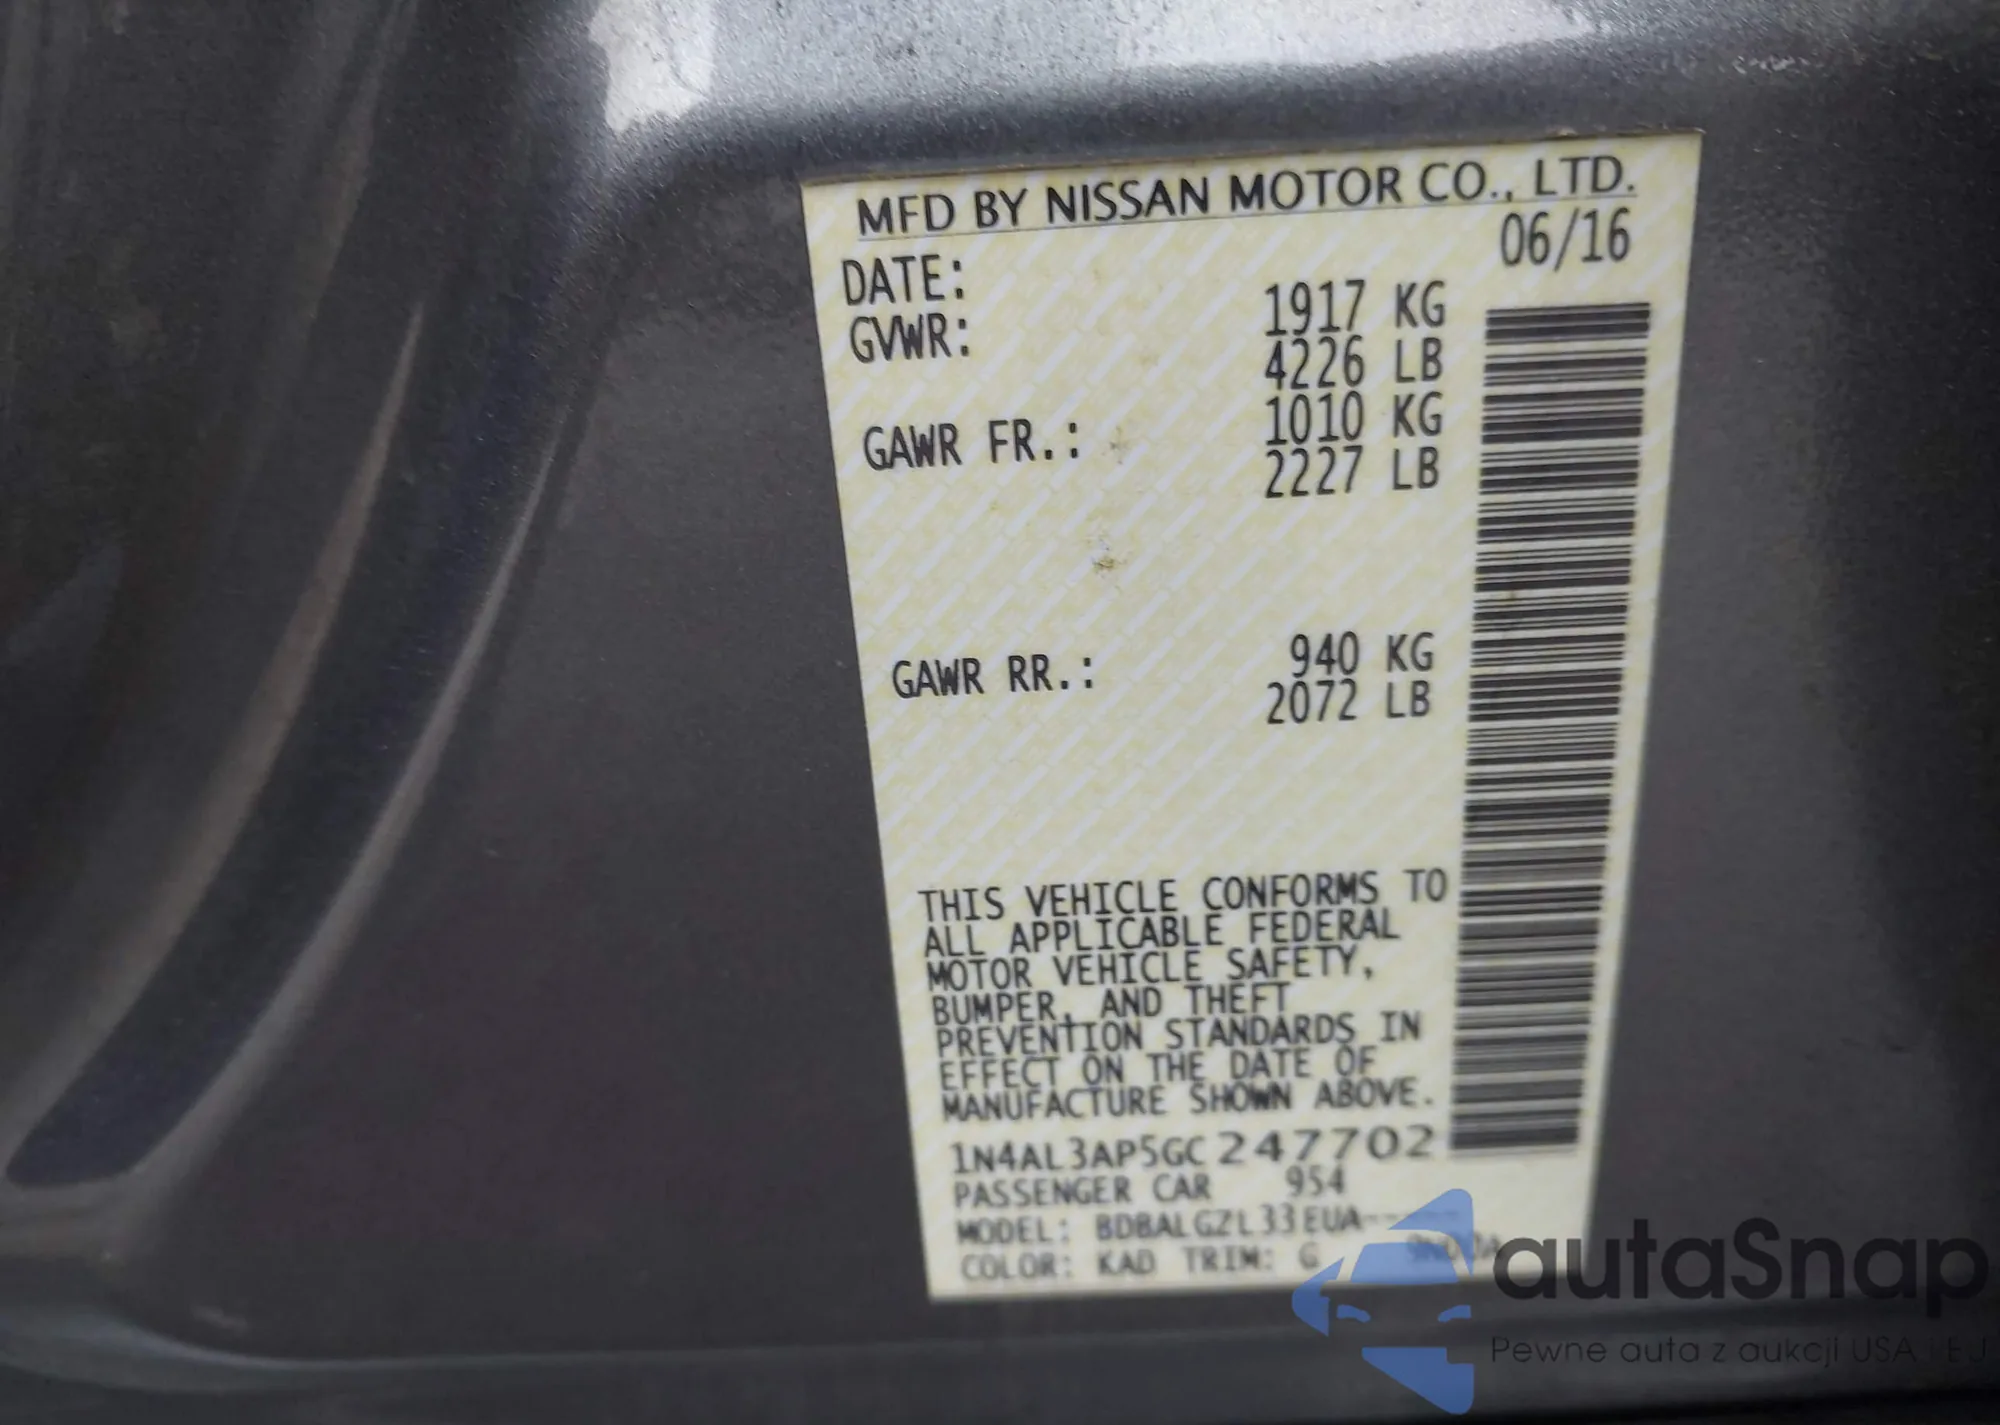 MFD BY NISSAN MOTOR CO., LTD.
DATE: 06/16
GVWR: 1917 KG
4226 LB
GAWR FR.: 1010 KG
2227 LB
GAWR RR.: 940 KG
2072 LB
THIS VEHICLE CONFORMS TO
ALL APPLICABLE FEDERAL
MOTOR VEHICLE SAFETY,
BUMPER, AND THEFT
PREVENTION STANDARDS IN
EFFECT ON THE DATE OF
MANUFACTURE SHOWN ABOVE.
1N4AL3AP5GC247702
PASSENGER CAR 954
MODEL: BDBALGZL33EUA-----
COLOR: KAD TRIM: G
autaSnap
Pewne auta z aukcji USA i EU